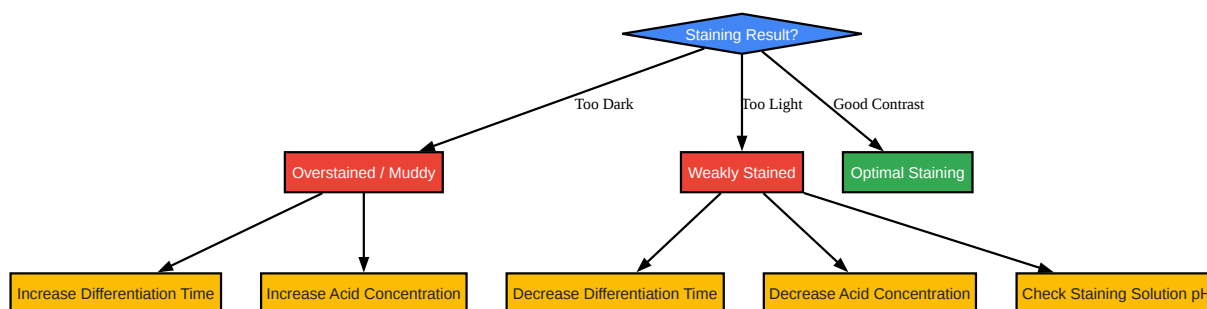 Staining Result?
Too Dark
Too Light
Good Contrast
Overstained / Muddy
Weakly Stained
Optimal Staining
Increase Differentiation Time
Increase Acid Concentration
Decrease Differentiation Time
Decrease Acid Concentration
Check Staining Solution pH